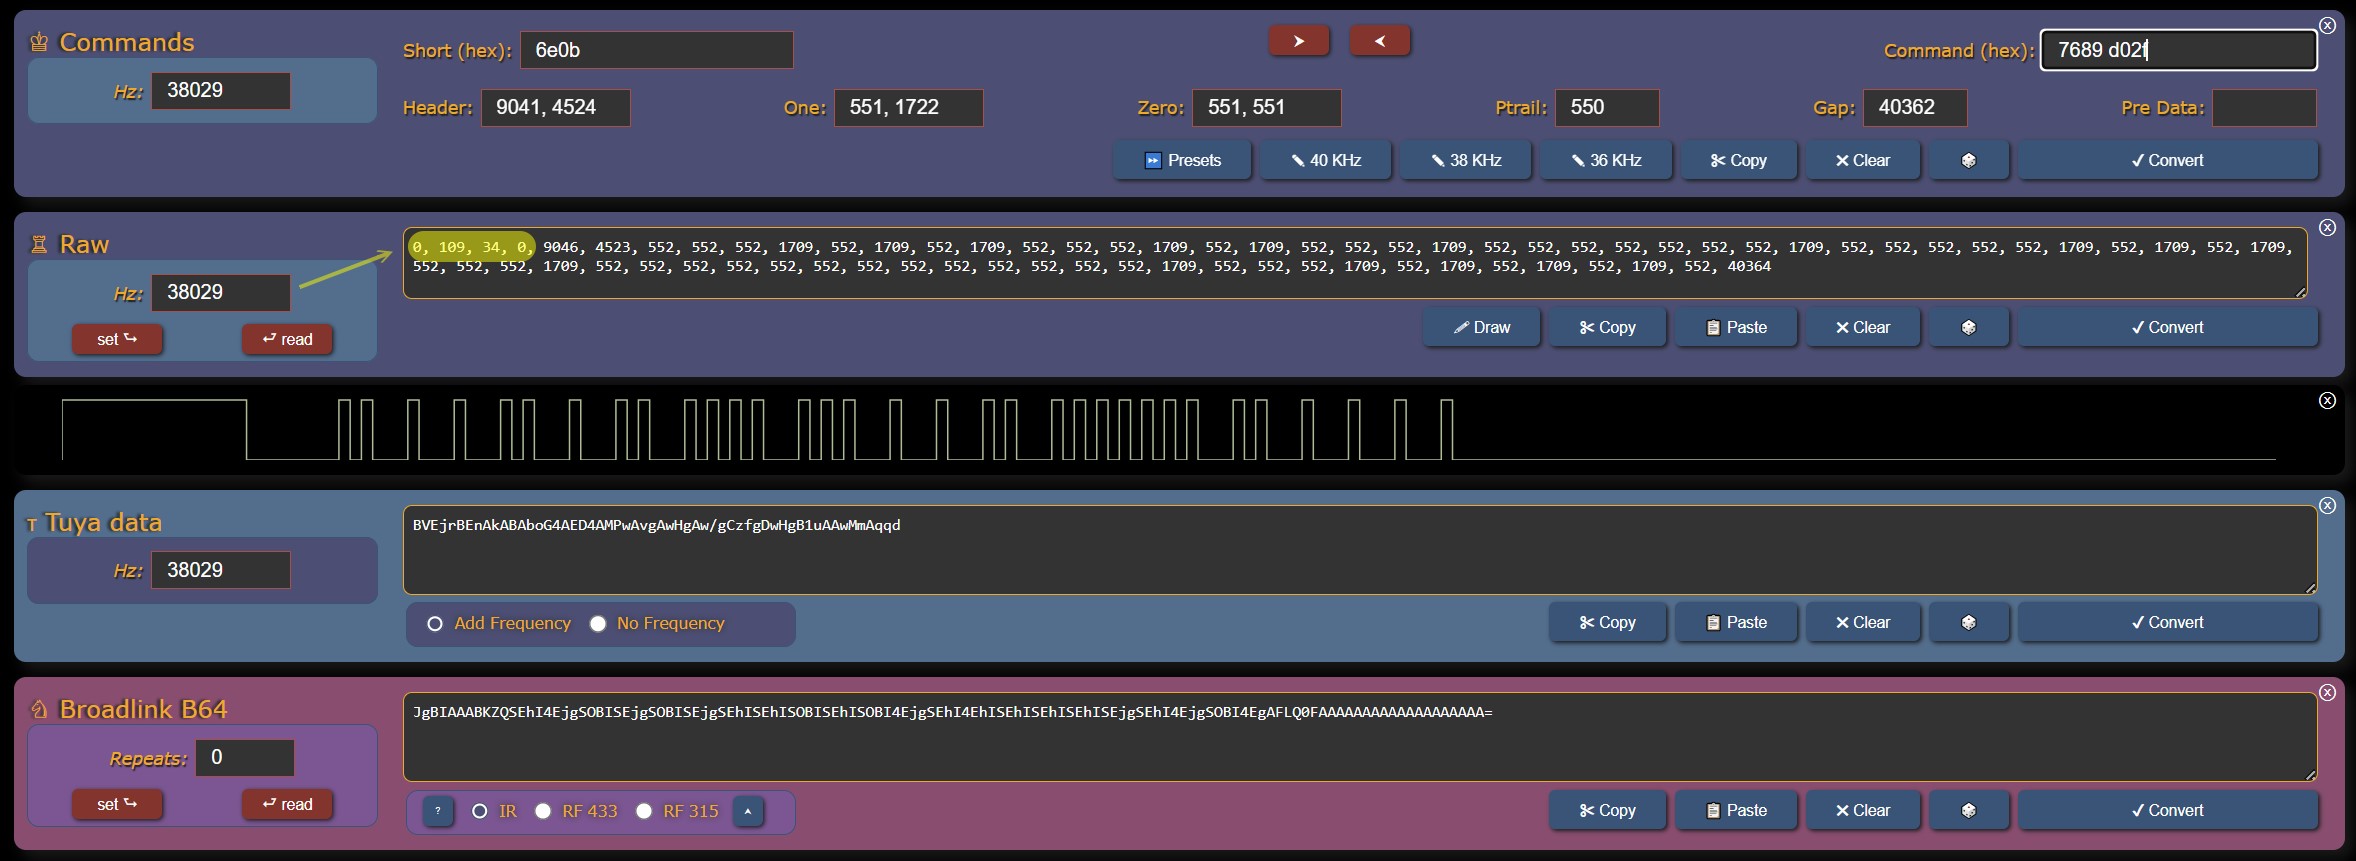 ♔ Commands
Hz: 38029
Short (hex): 6e0b
➤ ⮜
Command (hex): 7689 d02f
Header: 9041, 4524 One: 551, 1722 Zero: 551, 551 Ptrail: 550 Gap: 40362 Pre Data:
⏩ Presets ✎ 40 KHz ✎ 38 KHz ✎ 36 KHz ✂ Copy ✕ Clear 🎲 ✓ Convert
♖ Raw
Hz: 38029
set ⮎ ⮐ read
0, 109, 34, 0, 9046, 4523, 552, 552, 552, 1709, 552, 1709, 552, 1709, 552, 552, 552, 1709, 552, 1709, 552, 552, 552, 1709, 552, 552, 552, 552, 552, 552, 552, 1709, 552, 552, 552, 552, 552, 1709, 552, 1709, 552, 1709,
552, 552, 552, 1709, 552, 552, 552, 552, 552, 552, 552, 552, 552, 552, 552, 552, 552, 1709, 552, 552, 552, 1709, 552, 1709, 552, 1709, 552, 1709, 552, 40364
Draw ✂ Copy 📋 Paste ✕ Clear 🎲 ✓ Convert
T Tuya data
Hz: 38029
BVEjrBEnAkABAboG4AED4AMPwAvgAwHgAw/gCzfgDwHgB1uAAwMmAqqd
Add Frequency No Frequency
✂ Copy 📋 Paste ✕ Clear 🎲 ✓ Convert
♘ Broadlink B64
Repeats: 0
set ⮎ ⮐ read
JgBIAAABKZQSEhI4EjgSOBISEjgSOBISEjgSEhISEhISOBISEhISOBI4EjgSEhI4EhISEhISEhISEhISEjgSEhI4EjgSOBI4EgAFLQ0FAAAAAAAAAAAAAAAAAAA=
? IR RF 433 RF 315
✂ Copy 📋 Paste ✕ Clear 🎲 ✓ Convert